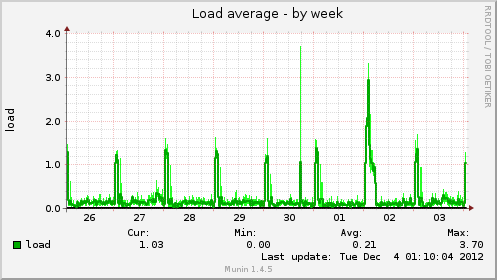 Load average - by week
RRDTOOL / TOBI OETIKER
load
4.0
3.0
2.0
1.0
0.0
26 27 28 29 30 01 02 03
Cur: Min: Avg: Max:
load 1.03 0.00 0.21 3.70
Last update: Tue Dec 4 01:10:04 2012
Munin 1.4.5